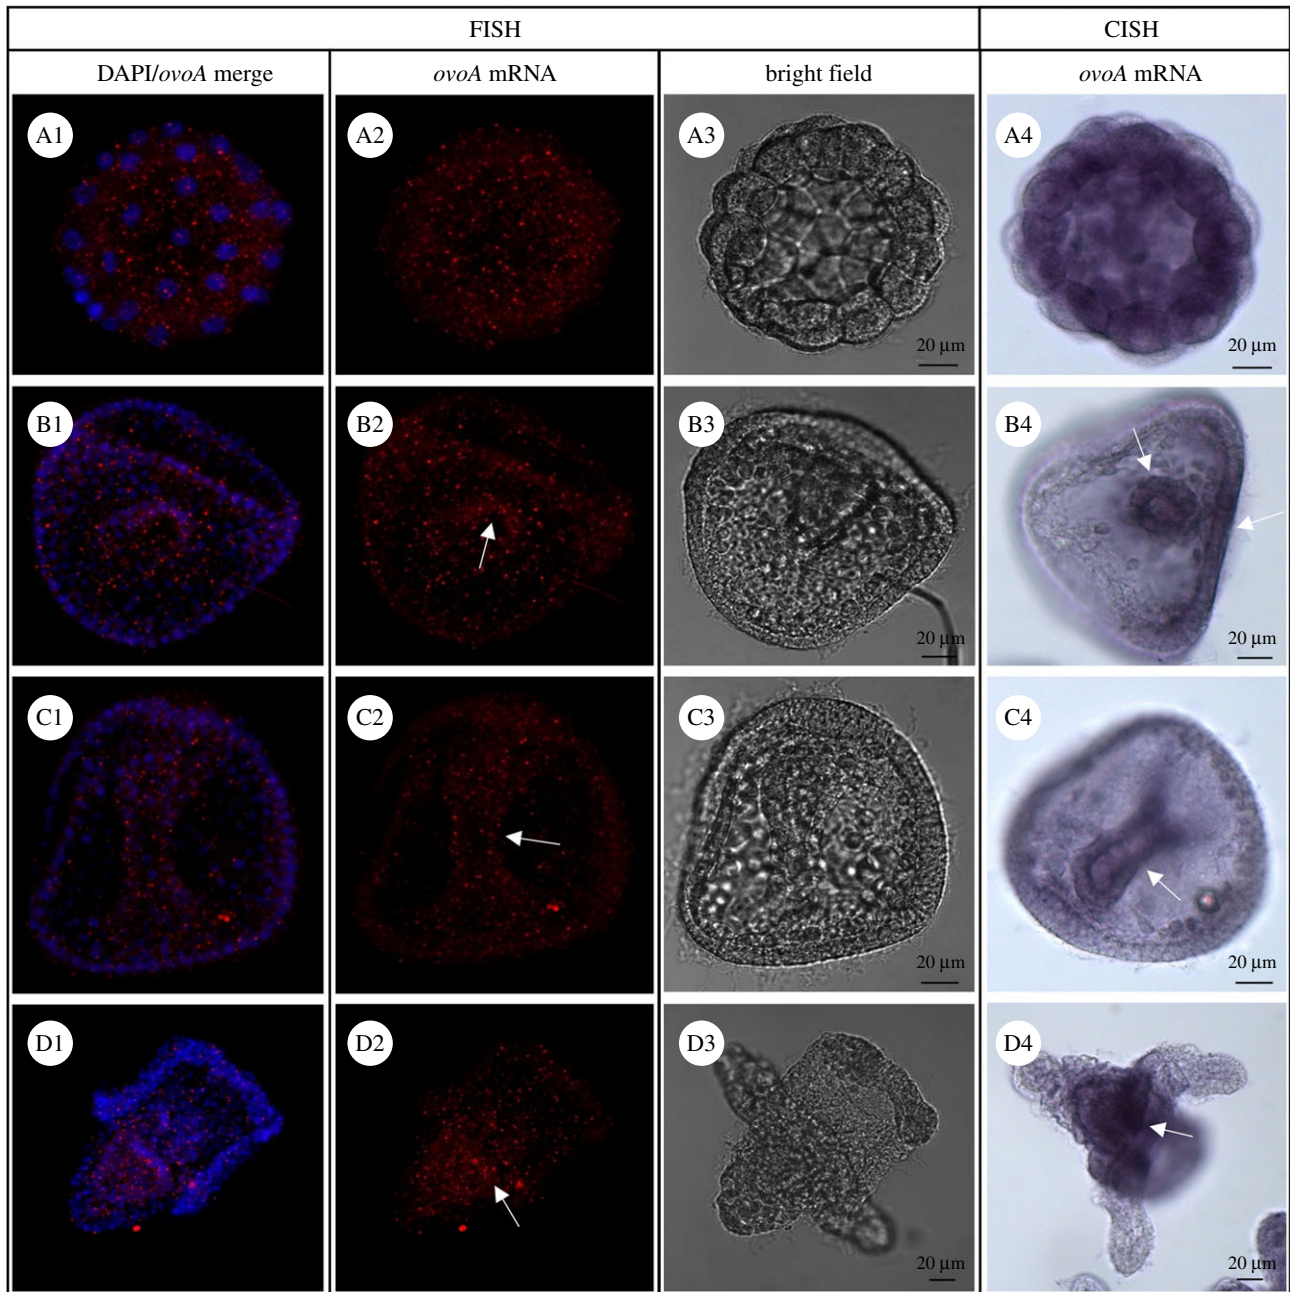 FISH CISH
DAPI/ovoA merge ovoA mRNA bright field ovoA mRNA
A1 A2 A3 A4
20 μm 20 μm
B1 B2 B3 B4
20 μm 20 μm
C1 C2 C3 C4
20 μm 20 μm
D1 D2 D3 D4
20 μm 20 μm